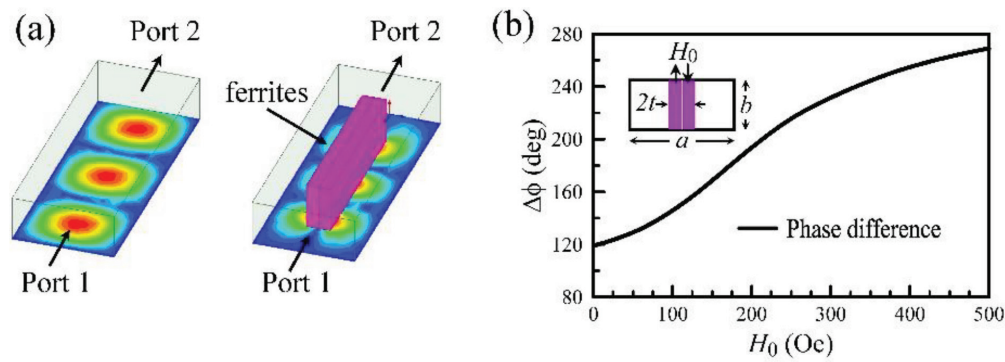 (a)
Port 2
Port 2
ferrites
Port 1
Port 1
(b)
280
240
200
160
120
80
Δϕ (deg)
H₀
2t
b
a
Phase difference
0
100
200
300
400
500
H₀ (Oe)